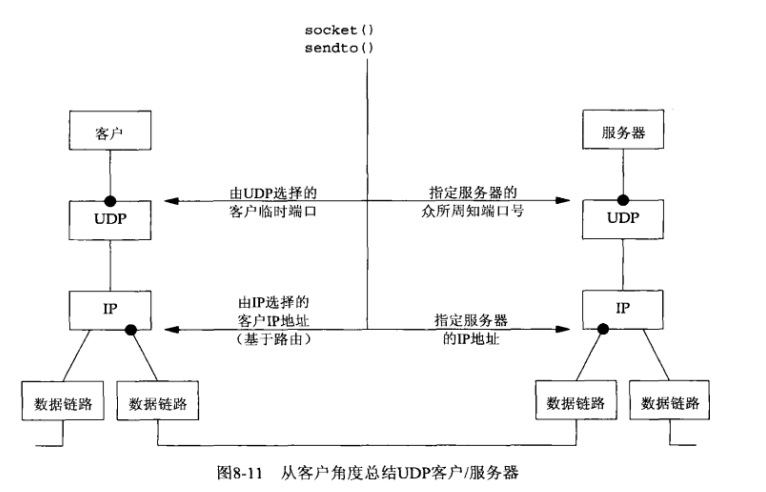 socket()
sendto()
客户
服务器
由UDP选择的
客户临时端口
指定服务器的
众所周知端口号
UDP
UDP
IP
由IP选择的
客户IP地址
（基于路由）
指定服务器
的IP地址
IP
数据链路
数据链路
数据链路
数据链路
图8-11 从客户角度总结UDP客户/服务器